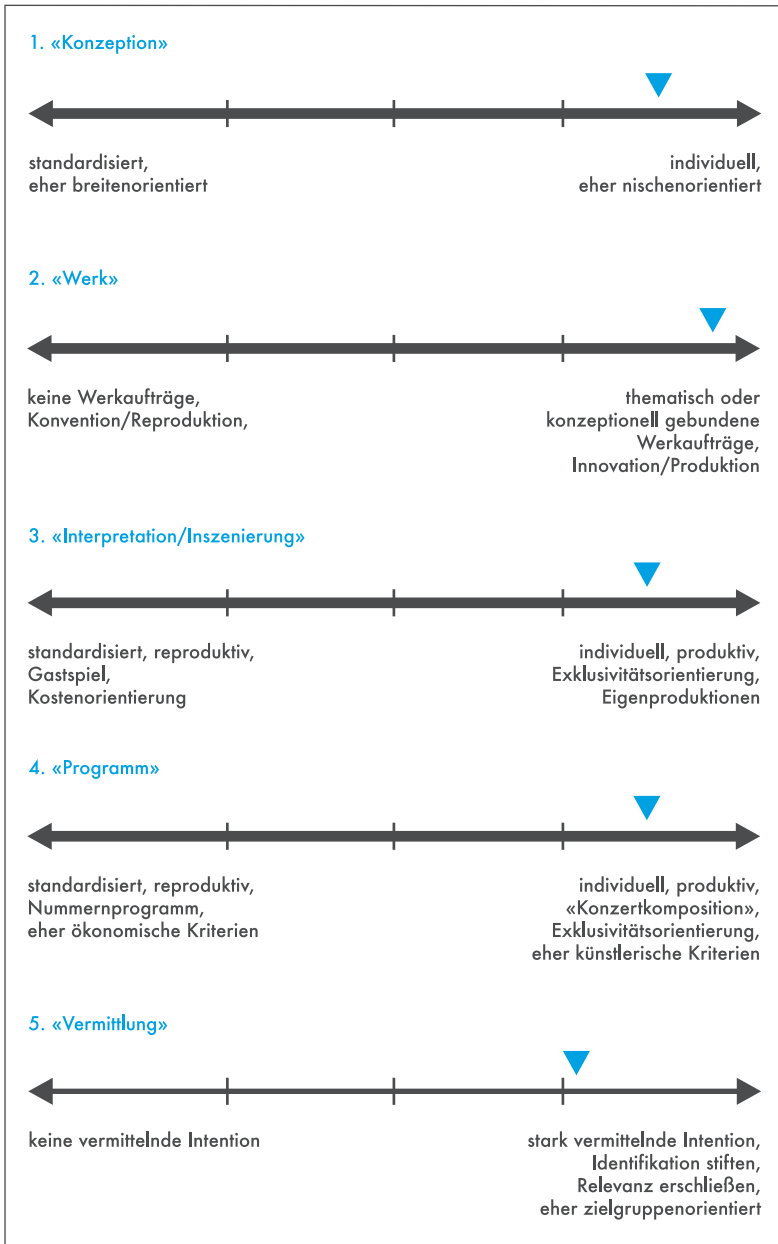 1. «Konzeption»
standardisiert,
eher breitenorientiert
individuell,
eher nischenorientiert
2. «Werk»
keine Werkaufträge,
Konvention/Reproduktion,
thematisch oder
konzeptionell gebundene
Werkaufträge,
Innovation/Produktion
3. «Interpretation/Inszenierung»
standardisiert, reproduktiv,
Gastspiel,
Kostenorientierung
individuell, produktiv,
Exklusivitätsorientierung,
Eigenproduktionen
4. «Programm»
standardisiert, reproduktiv,
Nummernprogramm,
eher ökonomische Kriterien
individuell, produktiv,
«Konzertkomposition»,
Exklusivitätsorientierung,
eher künstlerische Kriterien
5. «Vermittlung»
keine vermittelnde Intention
stark vermittelnde Intention,
Identifikation stiften,
Relevanz erschließen,
eher zielgruppenorientiert